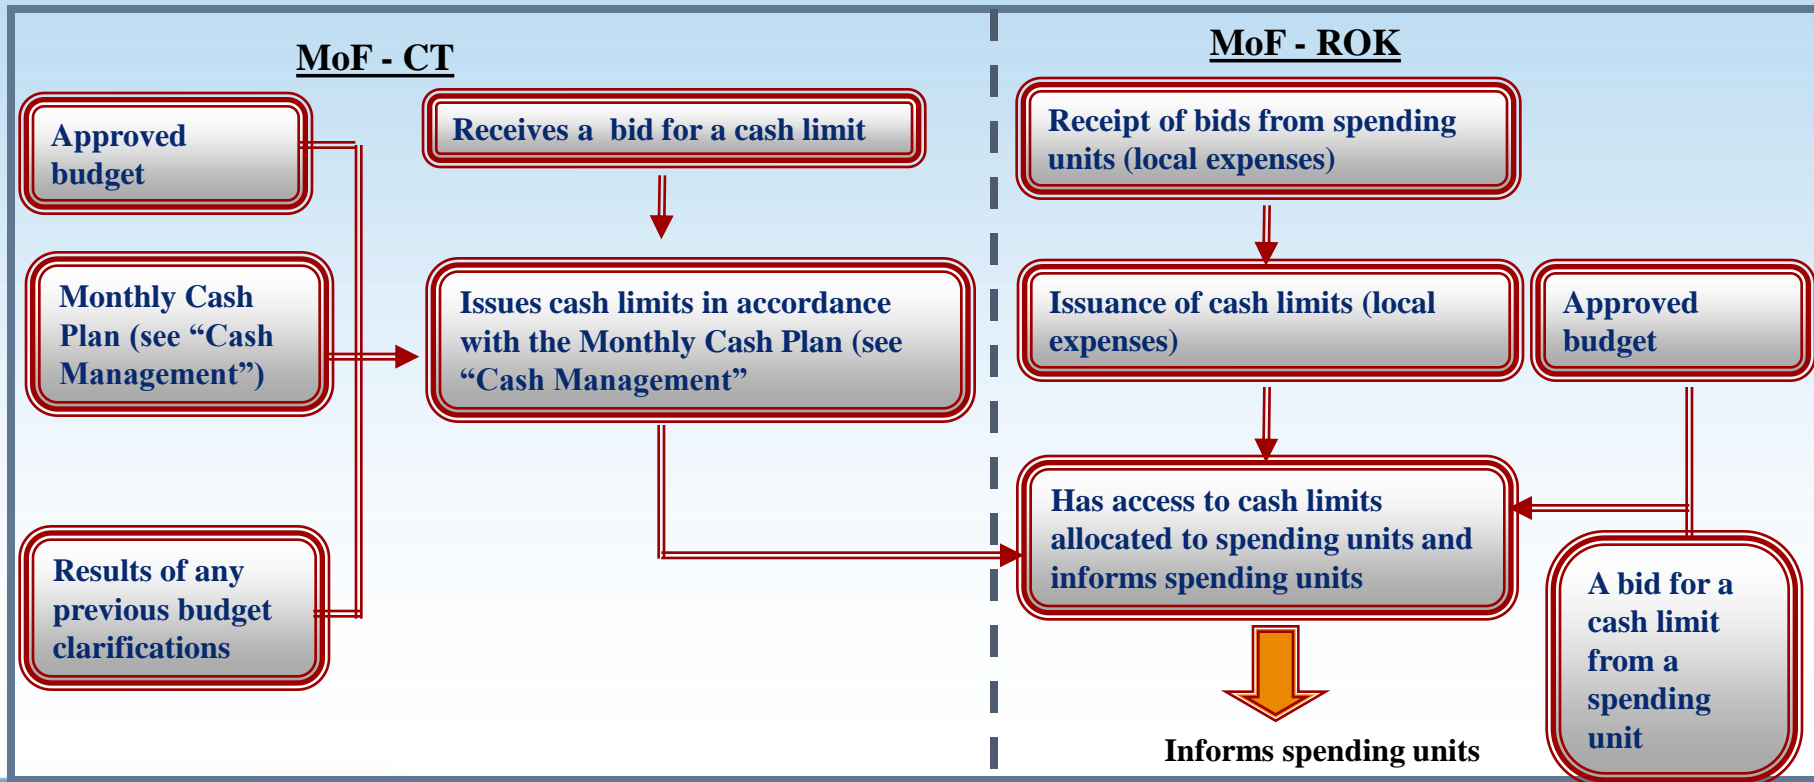 MoF - CT
Approved
budget
Receives a bid for a cash limit
Monthly Cash
Plan (see “Cash
Management”)
Issues cash limits in accordance
with the Monthly Cash Plan (see
“Cash Management”
Results of any
previous budget
clarifications
MoF - ROK
Receipt of bids from spending
units (local expenses)
Issuance of cash limits (local
expenses)
Approved
budget
Has access to cash limits
allocated to spending units and
informs spending units
A bid for a
cash limit
from a
spending
unit
Informs spending units